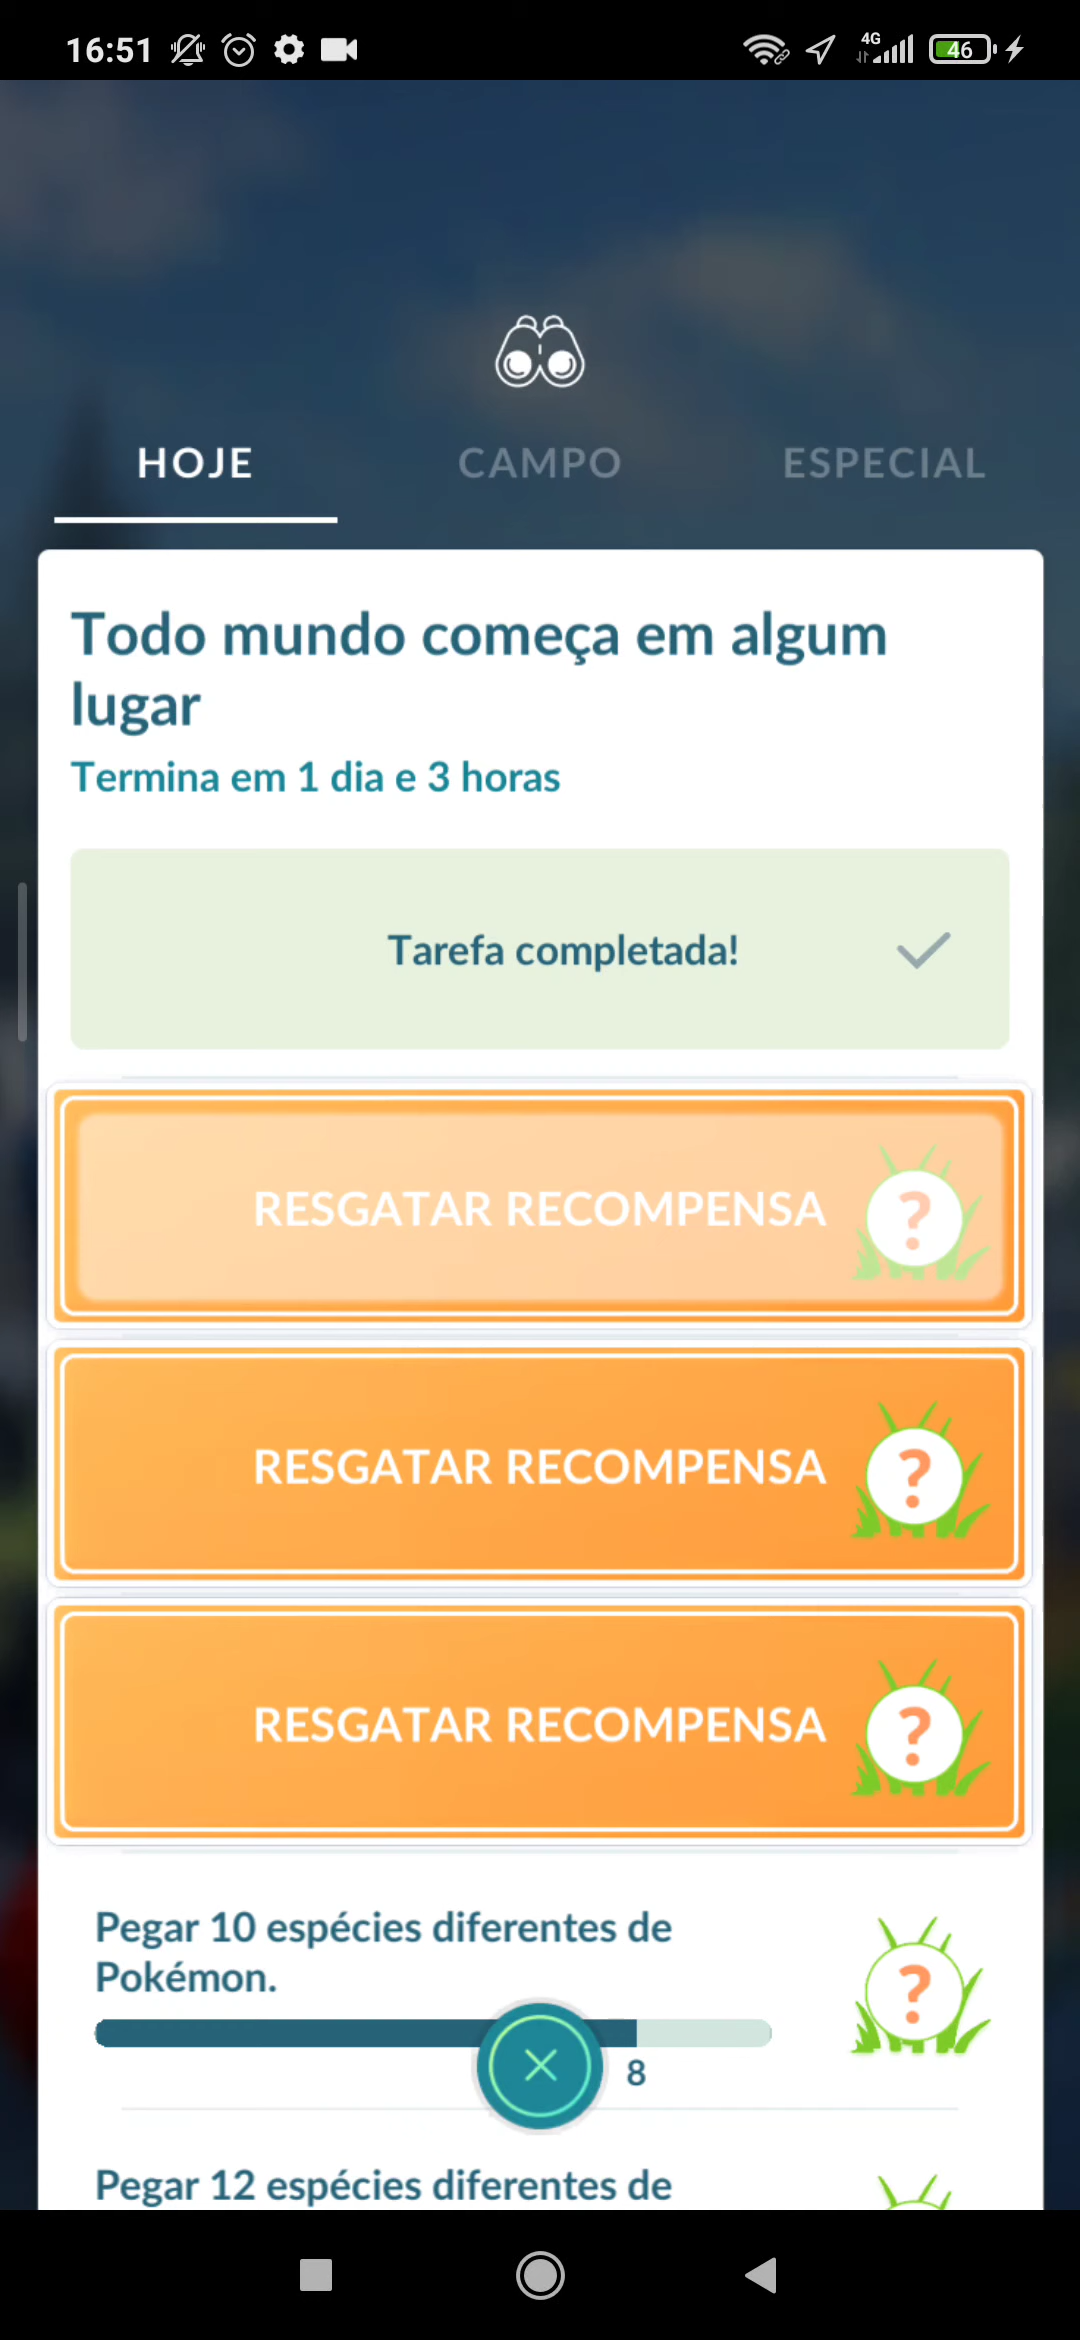 16:51
4G
46
HOJE
CAMPO
ESPECIAL
Todo mundo começa em algum
lugar
Termina em 1 dia e 3 horas
Tarefa completada!
RESGATAR RECOMPENSA
?
RESGATAR RECOMPENSA
?
RESGATAR RECOMPENSA
?
Pegar 10 espécies diferentes de
Pokémon.
?
8
Pegar 12 espécies diferentes de